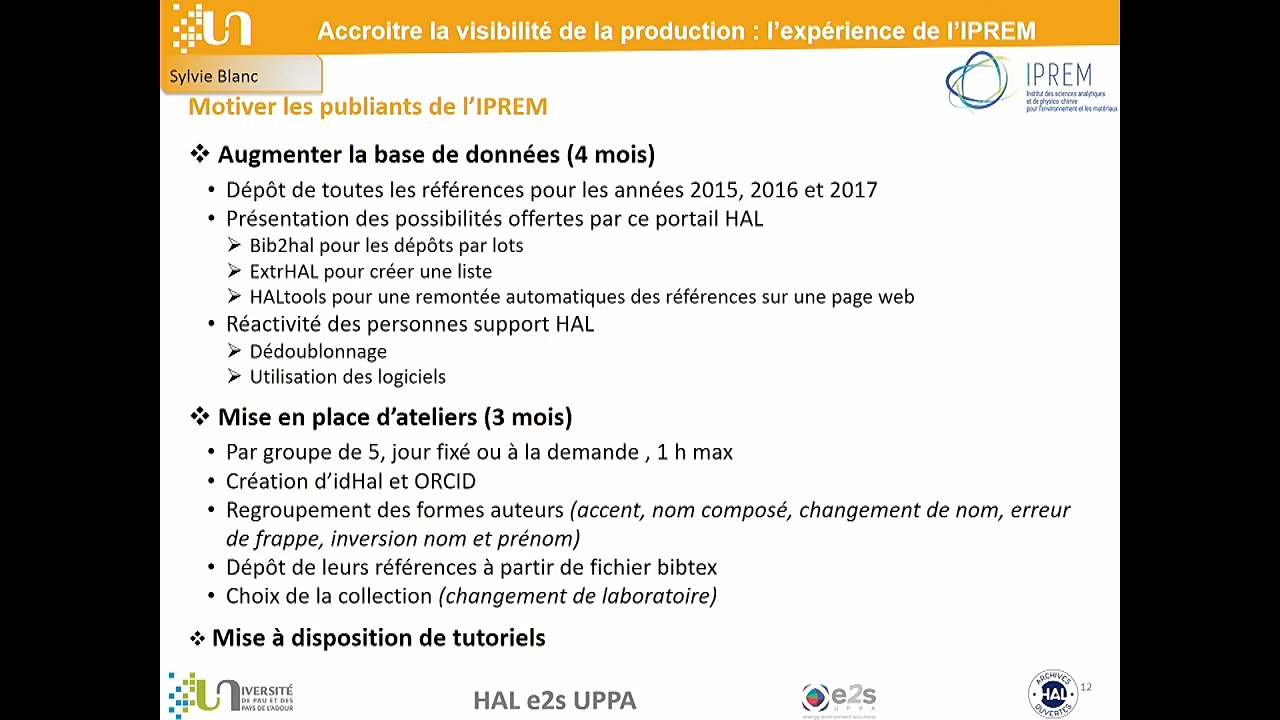 Accroitre la visibilité de la production : l'expérience de l'IPREM
Sylvie Blanc
IPREM
Institut des sciences analytiques
et de physico-chimie
pour l'environnement et les matériaux
Motiver les publiants de l'IPREM
❖ Augmenter la base de données (4 mois)
• Dépôt de toutes les références pour les années 2015, 2016 et 2017
• Présentation des possibilités offertes par ce portail HAL
➢ Bib2hal pour les dépôts par lots
➢ ExtrHAL pour créer une liste
➢ HALtools pour une remontée automatiques des références sur une page web
• Réactivité des personnes support HAL
➢ Dédoublonnage
➢ Utilisation des logiciels
❖ Mise en place d'ateliers (3 mois)
• Par groupe de 5, jour fixé ou à la demande , 1 h max
• Création d'idHal et ORCID
• Regroupement des formes auteurs (accent, nom composé, changement de nom, erreur
de frappe, inversion nom et prénom)
• Dépôt de leurs références à partir de fichier bibtex
• Choix de la collection (changement de laboratoire)
❖ Mise à disposition de tutoriels
UNIVERSITÉ
DE PAU ET DES
PAYS DE L'ADOUR
HAL e2s UPPA
e2s
UPPA
energy environment solutions
ARCHIVES
HAL
OUVERTES
12